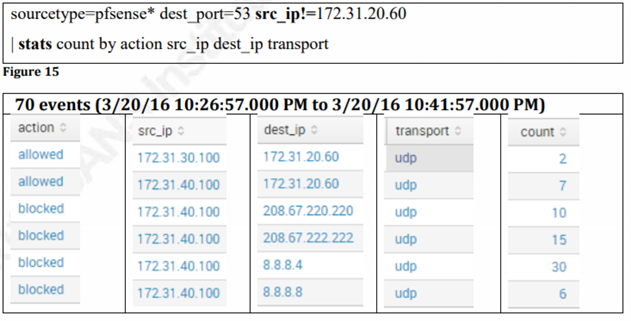 sourcetype=pfsense* dest_port=53 src_ip!=172.31.20.60
| stats count by action src_ip dest_ip transport
Figure 15
70 events (3/20/16 10:26:57.000 PM to 3/20/16 10:41:57.000 PM)
action src_ip dest_ip transport count
allowed 172.31.30.100 172.31.20.60 udp 2
allowed 172.31.40.100 172.31.20.60 udp 7
blocked 172.31.40.100 208.67.220.220 udp 10
blocked 172.31.40.100 208.67.222.222 udp 15
blocked 172.31.40.100 8.8.8.4 udp 30
blocked 172.31.40.100 8.8.8.8 udp 6